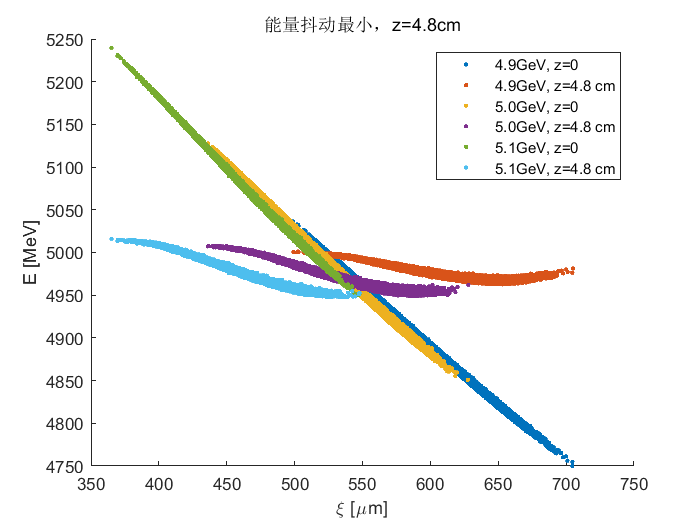 能量抖动最小，z=4.8cm
5250
5200
5150
5100
5050
5000
4950
4900
4850
4800
4750
E [MeV]
4.9GeV, z=0
4.9GeV, z=4.8 cm
5.0GeV, z=0
5.0GeV, z=4.8 cm
5.1GeV, z=0
5.1GeV, z=4.8 cm
350 400 450 500 550 600 650 700 750
ξ [μm]